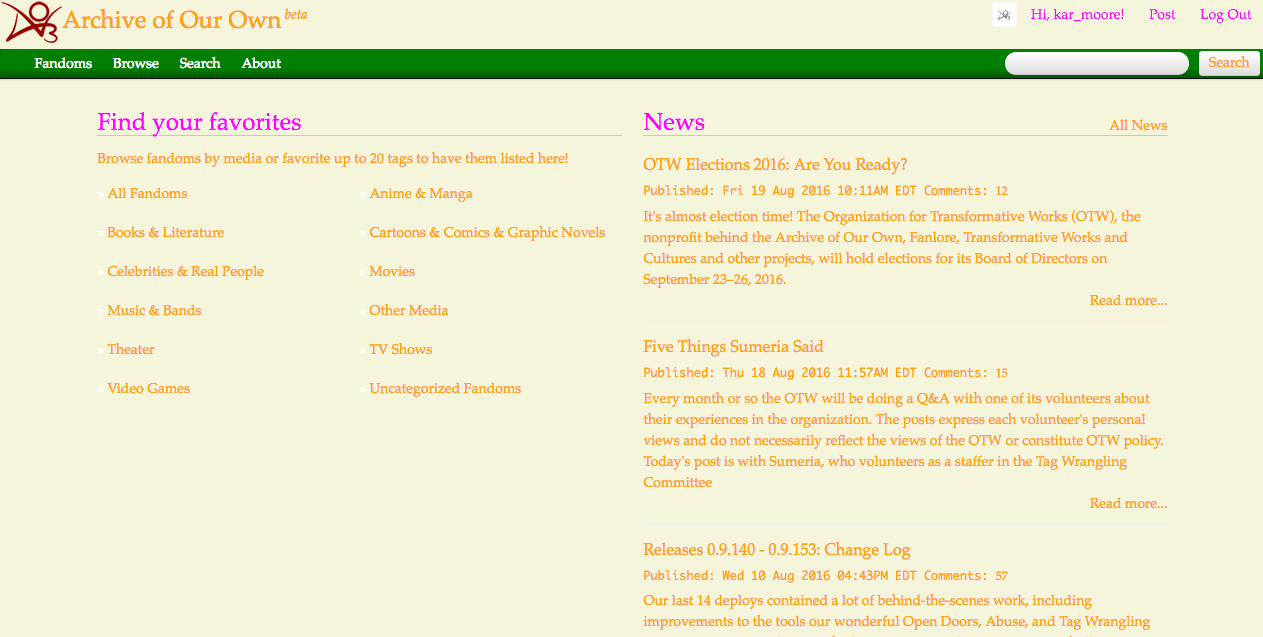 Archive of Our Own beta
Hi, kar_moore! Post Log Out
Fandoms Browse Search About
Search
Find your favorites
Browse fandoms by media or favorite up to 20 tags to have them listed here!
» All Fandoms
» Anime & Manga
» Books & Literature
» Cartoons & Comics & Graphic Novels
» Celebrities & Real People
» Movies
» Music & Bands
» Other Media
» Theater
» TV Shows
» Video Games
» Uncategorized Fandoms
News
All News
OTW Elections 2016: Are You Ready?
Published: Fri 19 Aug 2016 10:11AM EDT Comments: 12
It's almost election time! The Organization for Transformative Works (OTW), the
nonprofit behind the Archive of Our Own, Fanlore, Transformative Works and
Cultures and other projects, will hold elections for its Board of Directors on
September 23–26, 2016.
Read more...
Five Things Sumeria Said
Published: Thu 18 Aug 2016 11:57AM EDT Comments: 15
Every month or so the OTW will be doing a Q&A with one of its volunteers about
their experiences in the organization. The posts express each volunteer's personal
views and do not necessarily reflect the views of the OTW or constitute OTW policy.
Today's post is with Sumeria, who volunteers as a staffer in the Tag Wrangling
Committee
Read more...
Releases 0.9.140 - 0.9.153: Change Log
Published: Wed 10 Aug 2016 04:43PM EDT Comments: 57
Our last 14 deploys contained a lot of behind-the-scenes work, including
improvements to the tools our wonderful Open Doors, Abuse, and Tag Wrangling